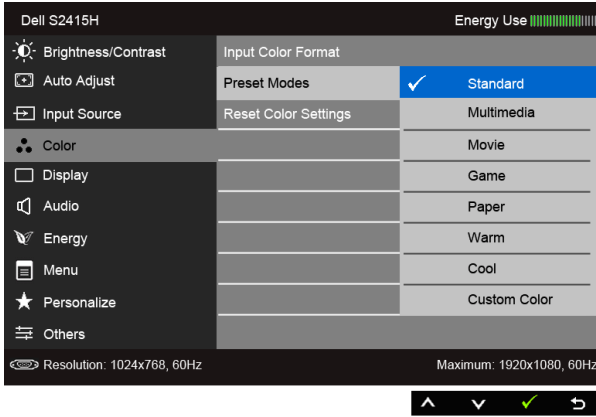 Dell S2415H Energy Use
Brightness/Contrast Input Color Format
Auto Adjust Preset Modes Standard
Input Source Reset Color Settings Multimedia
Color Movie
Display Game
Audio Paper
Energy Warm
Menu Cool
Personalize Custom Color
Others
Resolution: 1024x768, 60Hz Maximum: 1920x1080, 60Hz